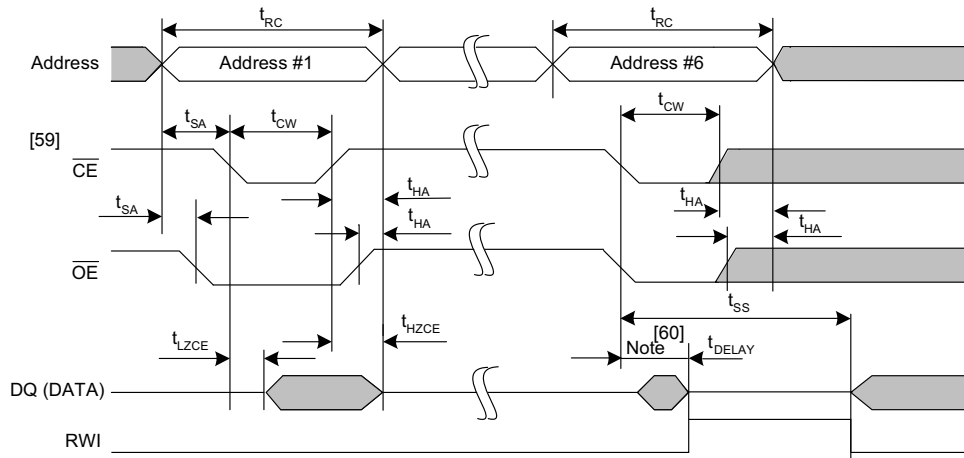 tRC tRC
Address Address #1 Address #6
tSA tCW tCW
[59]
CE
tSA tHA tHA
tHA tHA
OE
tSS
tLZCE tHZCE Note [60] tDELAY
DQ (DATA)
RWI